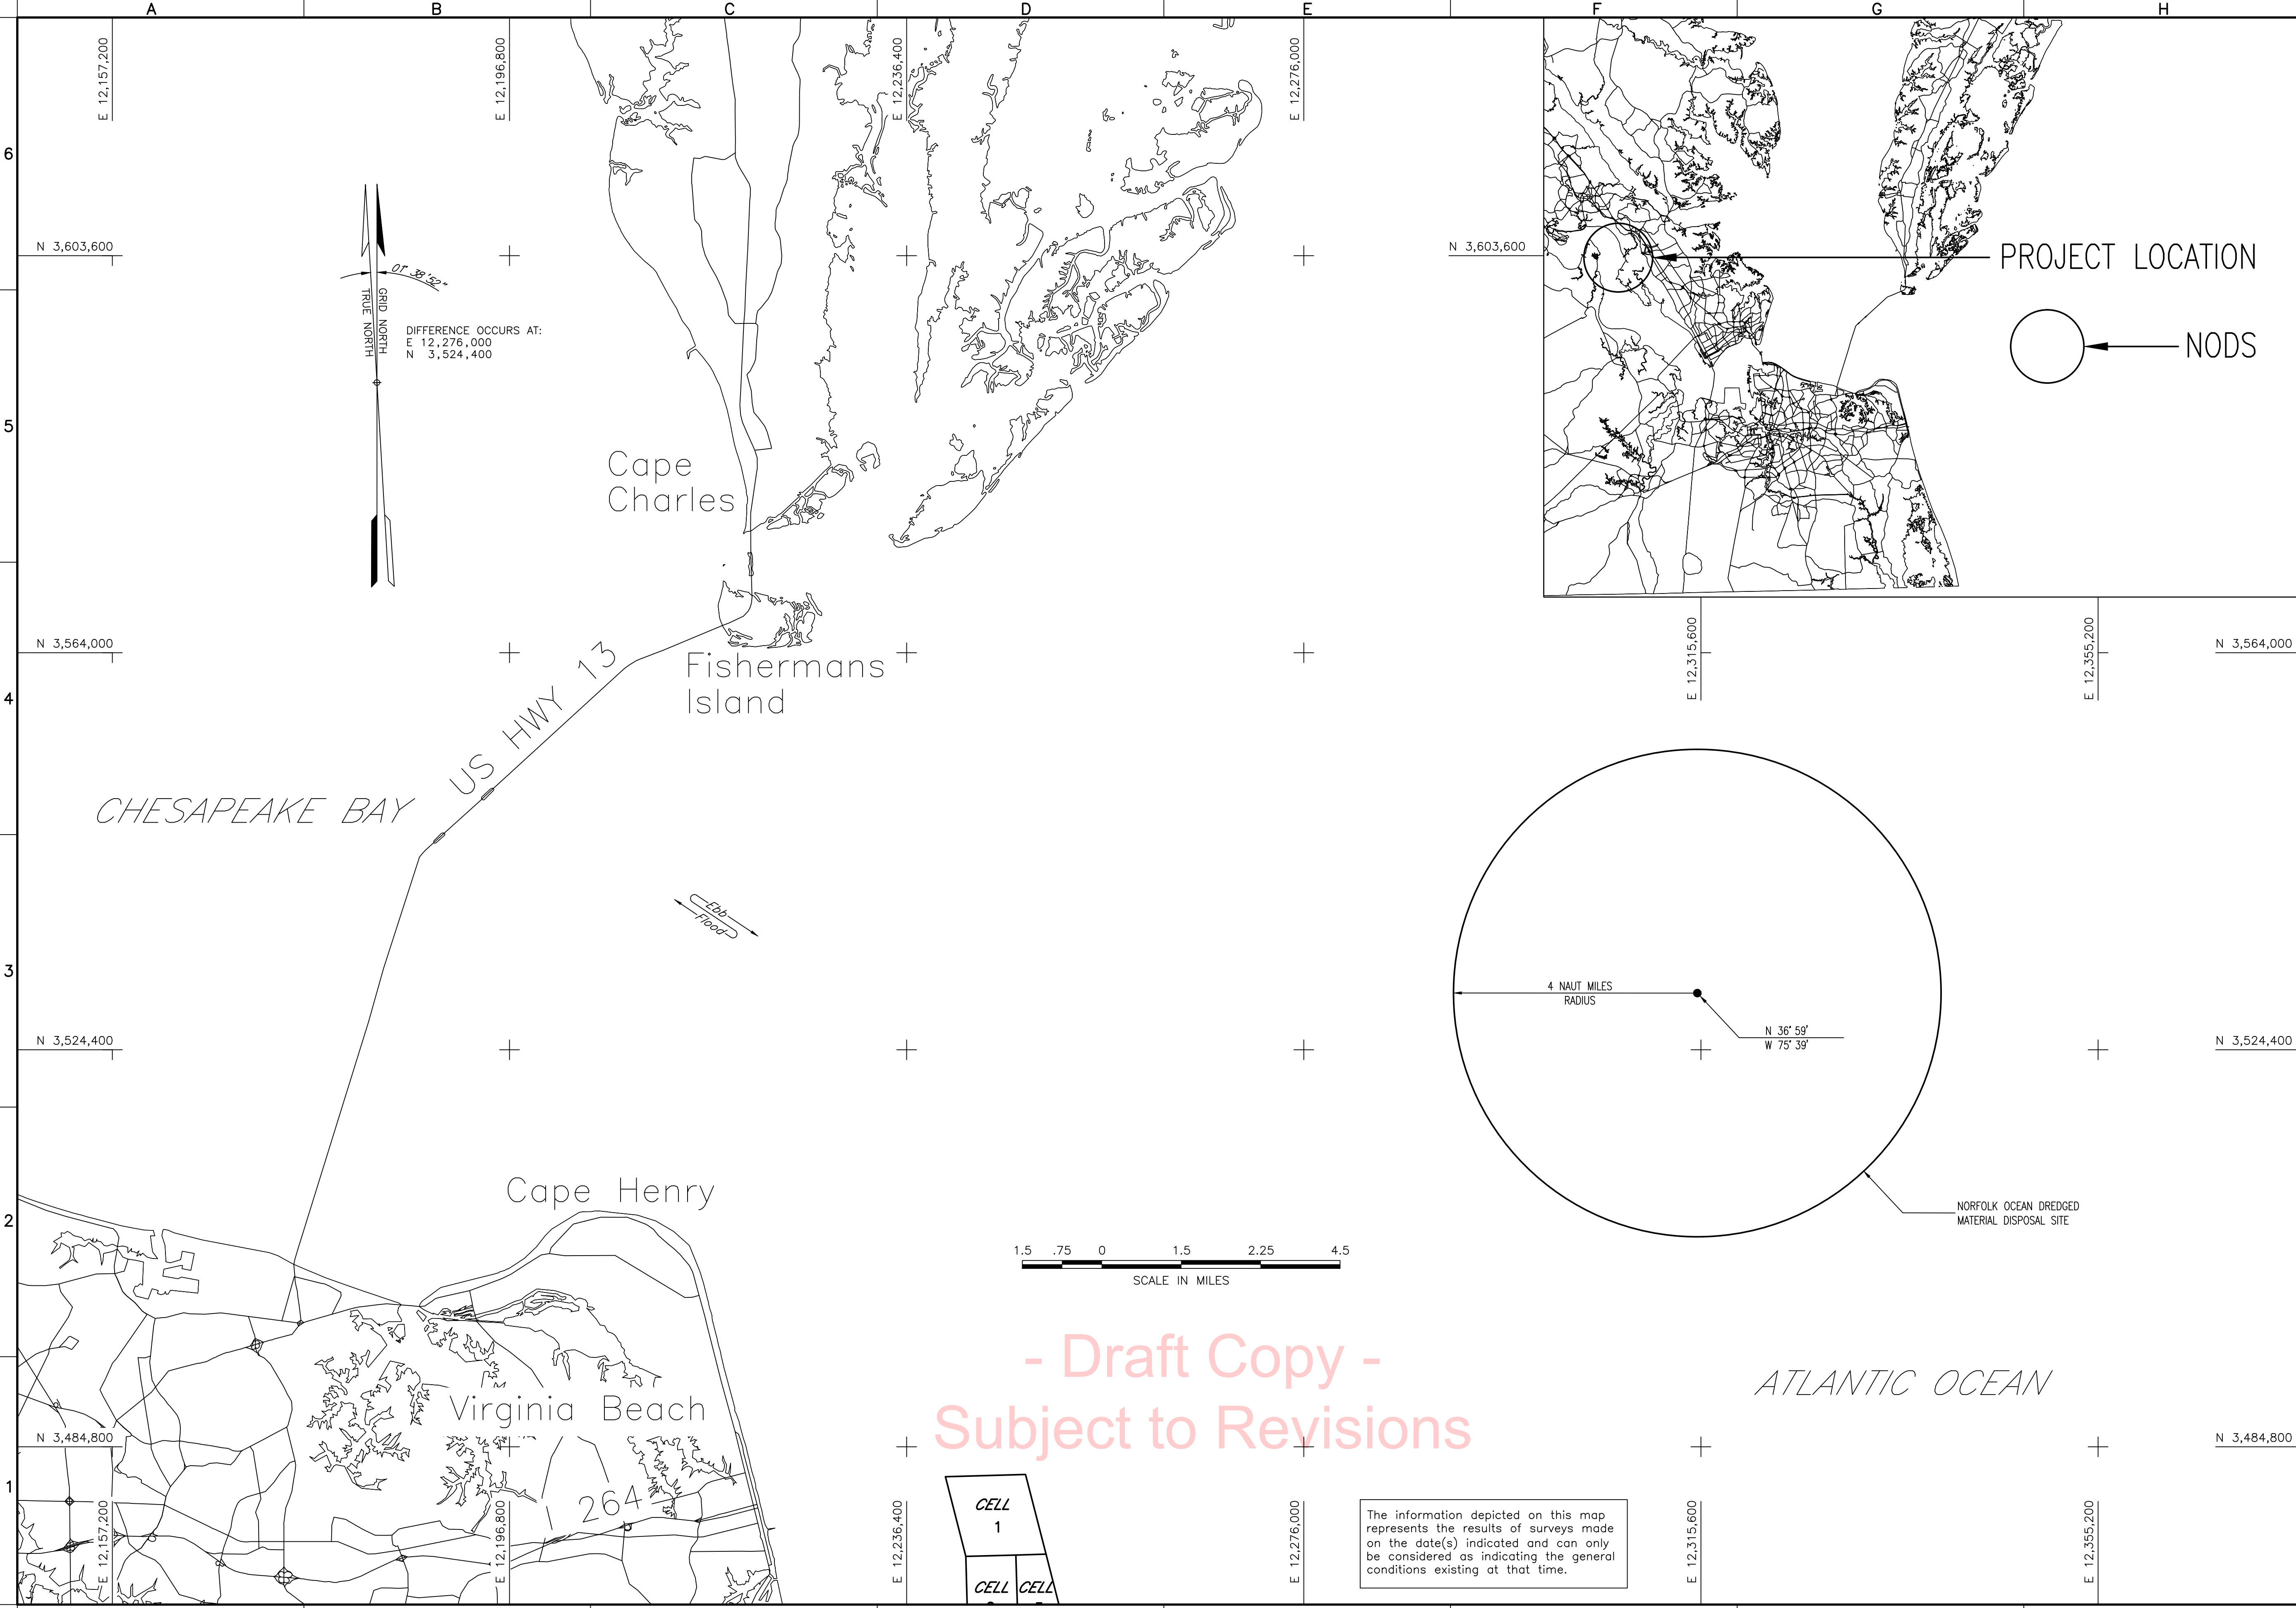 A B C D E F G H
E 12,157,200
E 12,196,800
E 12,236,400
E 12,276,000
6
N 3,603,600
N 3,603,600
PROJECT LOCATION
NODS
01° 38'52"
GRID NORTH
TRUE NORTH
DIFFERENCE OCCURS AT:
E 12,276,000
N 3,524,400
5
Cape
Charles
N 3,564,000
E 12,315,600
E 12,355,200
N 3,564,000
Fishermans
Island
4
US HWY 13
CHESAPEAKE BAY
Ebb
Flood
3
4 NAUT MILES
RADIUS
N 36° 59'
W 75° 39'
N 3,524,400
N 3,524,400
Cape Henry
2
NORFOLK OCEAN DREDGED
MATERIAL DISPOSAL SITE
1.5 .75 0 1.5 2.25 4.5
SCALE IN MILES
- Draft Copy -
Subject to Revisions
ATLANTIC OCEAN
Virginia Beach
N 3,484,800
N 3,484,800
1
264
E 12,157,200
E 12,196,800
E 12,236,400
E 12,276,000
E 12,315,600
E 12,355,200
CELL
1
CELL CELL
The information depicted on this map
represents the results of surveys made
on the date(s) indicated and can only
be considered as indicating the general
conditions existing at that time.